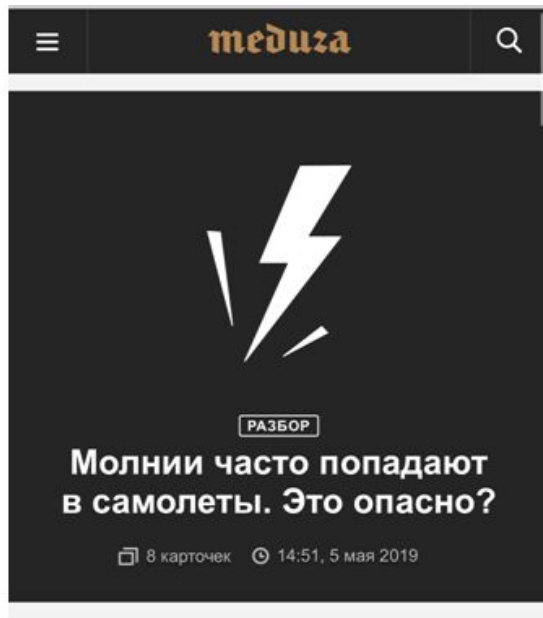 meduza
РАЗБОР
Молнии часто попадают
в самолеты. Это опасно?
8 карточек 14:51, 5 мая 2019